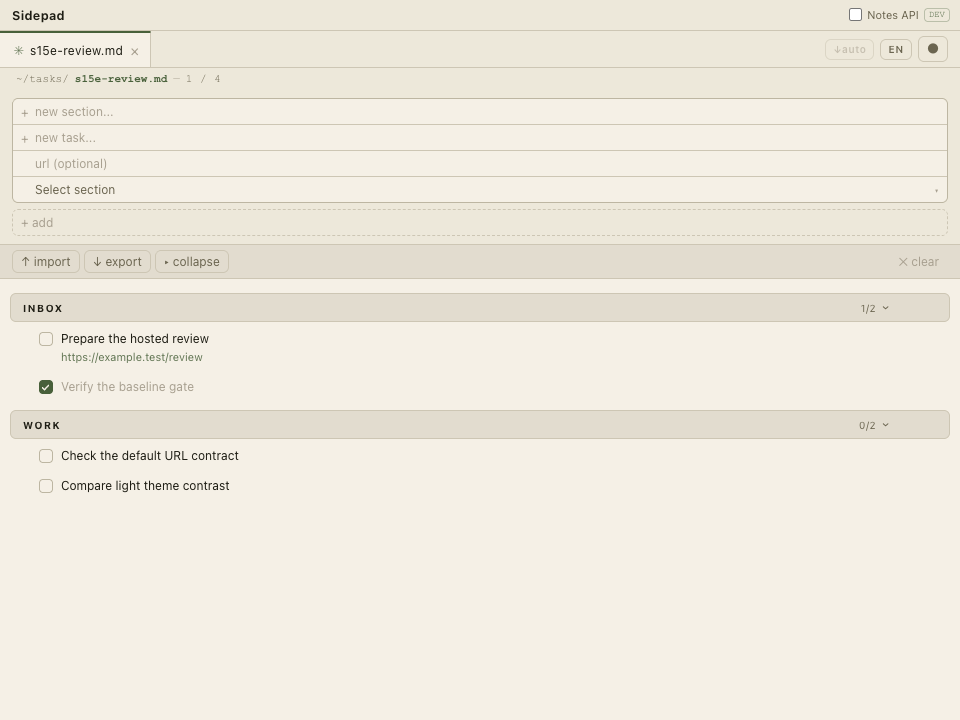 Sidepad
Notes API DEV
✳ s15e-review.md ×
↓auto EN ●
~/tasks/ s15e-review.md — 1 / 4
+ new section...
+ new task...
url (optional)
Select section
+ add
↑ import ↓ export ▸ collapse × clear
INBOX 1/2
Prepare the hosted review
https://example.test/review
Verify the baseline gate
WORK 0/2
Check the default URL contract
Compare light theme contrast